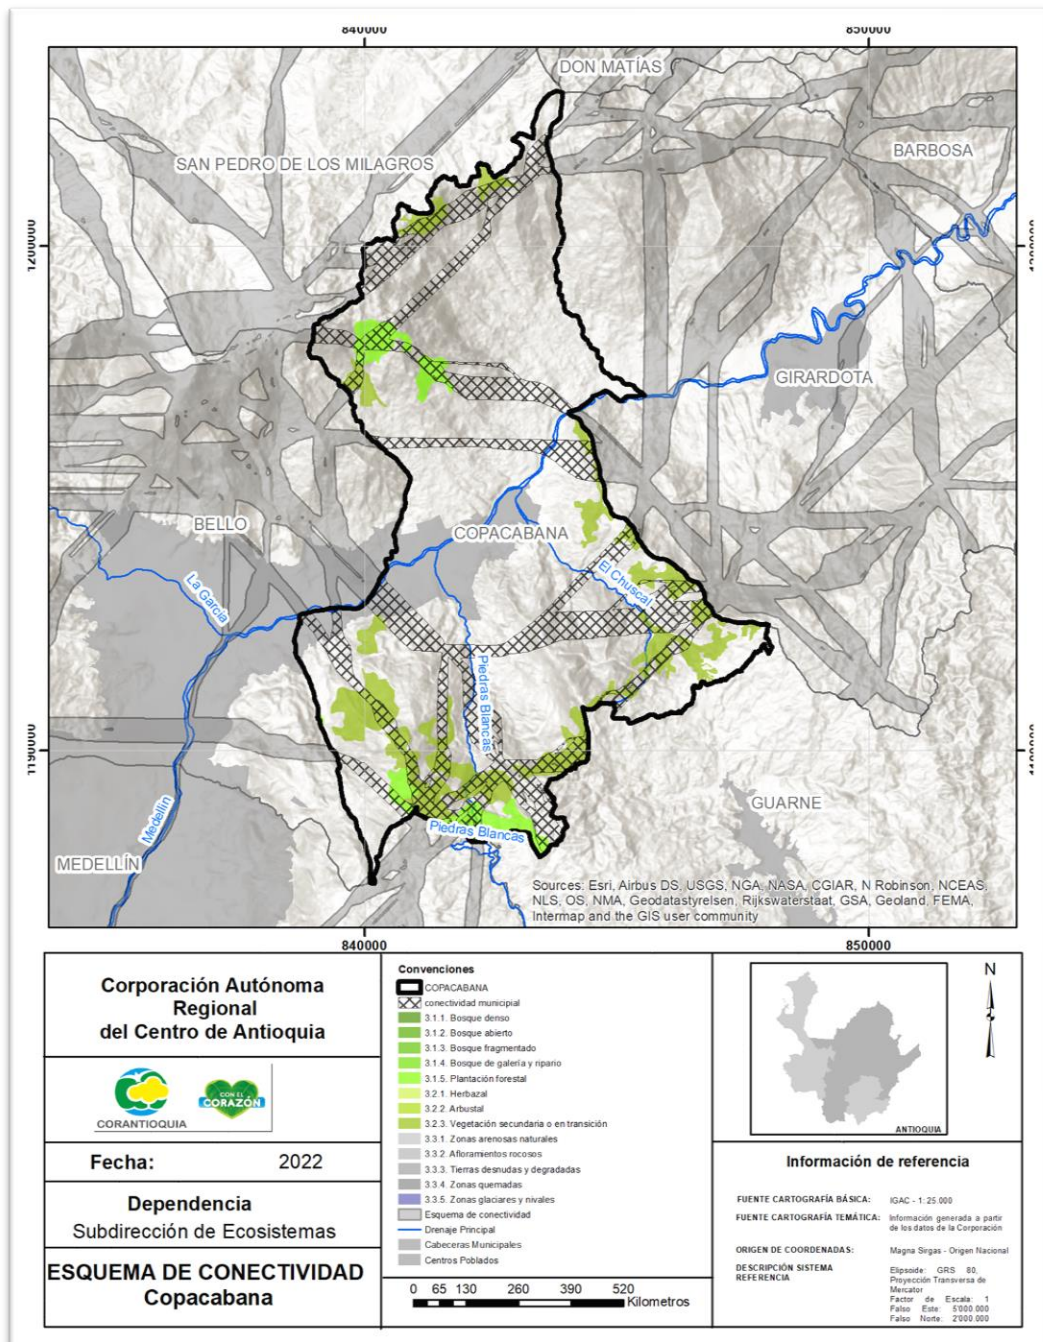 840000
850000
DON MATÍAS
BARBOSA
SAN PEDRO DE LOS MILAGROS
1200000
1200000
GIRARDOTA
BELLO
COPACABANA
El Chuscal
La García
Piedras Blancas
1190000
1190000
GUARNE
Medellín
Piedras Blancas
MEDELLÍN
Sources: Esri, Airbus DS, USGS, NGA, NASA, CGIAR, N Robinson, NCEAS,
NLS, OS, NMA, Geodatastyrelsen, Rijkswaterstaat, GSA, Geoland, FEMA,
Intermap and the GIS user community
840000
850000
Corporación Autónoma
Regional
del Centro de Antioquia
CORANTIOQUIA
CON EL
CORAZÓN
Fecha: 2022
Dependencia
Subdirección de Ecosistemas
ESQUEMA DE CONECTIVIDAD
Copacabana
Convenciones
COPACABANA
conectividad municipial
3.1.1. Bosque denso
3.1.2. Bosque abierto
3.1.3. Bosque fragmentado
3.1.4. Bosque de galería y ripario
3.1.5. Plantación forestal
3.2.1. Herbazal
3.2.2. Arbustal
3.2.3. Vegetación secundaria o en transición
3.3.1. Zonas arenosas naturales
3.3.2. Afloramientos rocosos
3.3.3. Tierras desnudas y degradadas
3.3.4. Zonas quemadas
3.3.5. Zonas glaciares y nivales
Esquema de conectividad
Drenaje Principal
Cabeceras Municipales
Centros Poblados
0 65 130 260 390 520
Kilometros
N
ANTIOQUIA
Información de referencia
FUENTE CARTOGRAFÍA BÁSICA: IGAC - 1:25.000
FUENTE CARTOGRAFÍA TEMÁTICA: Información generada a partir
de los datos de la Corporación
ORIGEN DE COORDENADAS: Magna Sirgas - Origen Nacional
DESCRIPCIÓN SISTEMA
REFERENCIA
Elipsoide: GRS 80,
Proyección Transversa de
Mercator
Factor de Escala: 1
Falso Este: 5'000.000
Falso Norte: 2'000.000